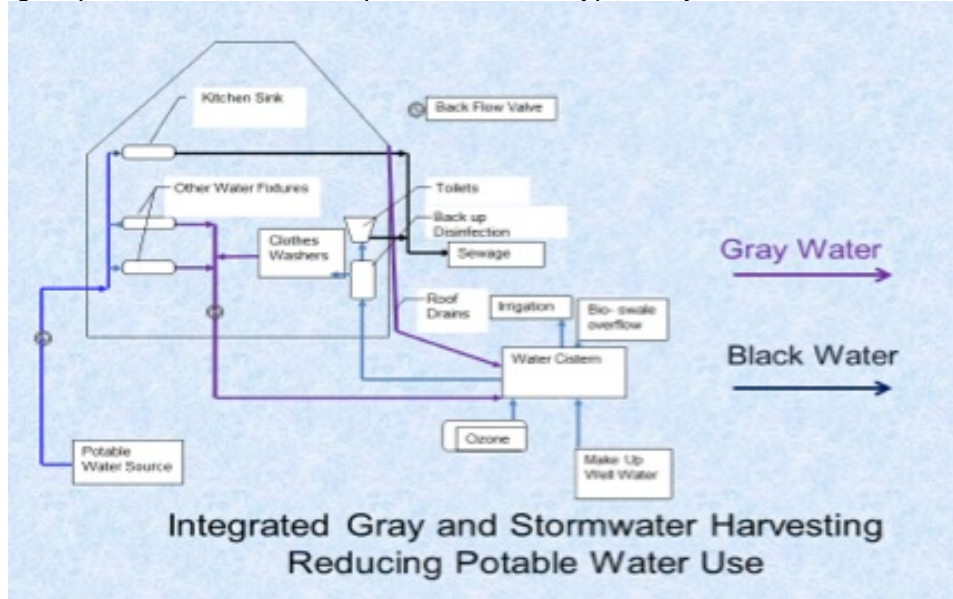 Kitchen Sink
Back Flow Valve
Other Water Fixtures
Toilets
Back up
Disinfection
Clothes
Washers
Sewage
Gray Water
Roof
Drains
Irrigation
Bio- swale
overflow
Water Cistern
Black Water
Ozone
Potable
Water Source
Make Up
Well Water
Integrated Gray and Stormwater Harvesting
Reducing Potable Water Use